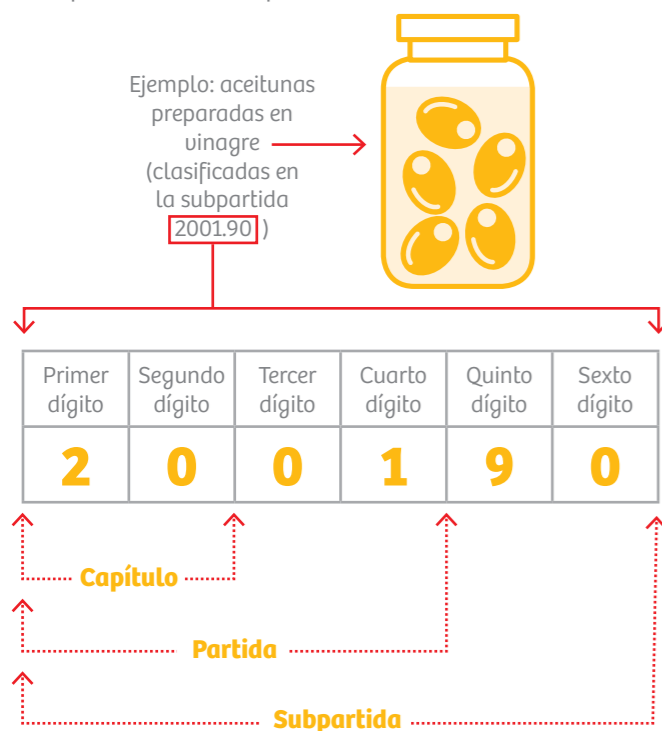 Ejemplo: aceitunas
preparadas en
vinagre
(clasificadas en
la subpartida
2001.90 )
Primer dígito
Segundo dígito
Tercer dígito
Cuarto dígito
Quinto dígito
Sexto dígito
2 0 0 1 9 0
Capítulo
Partida
Subpartida